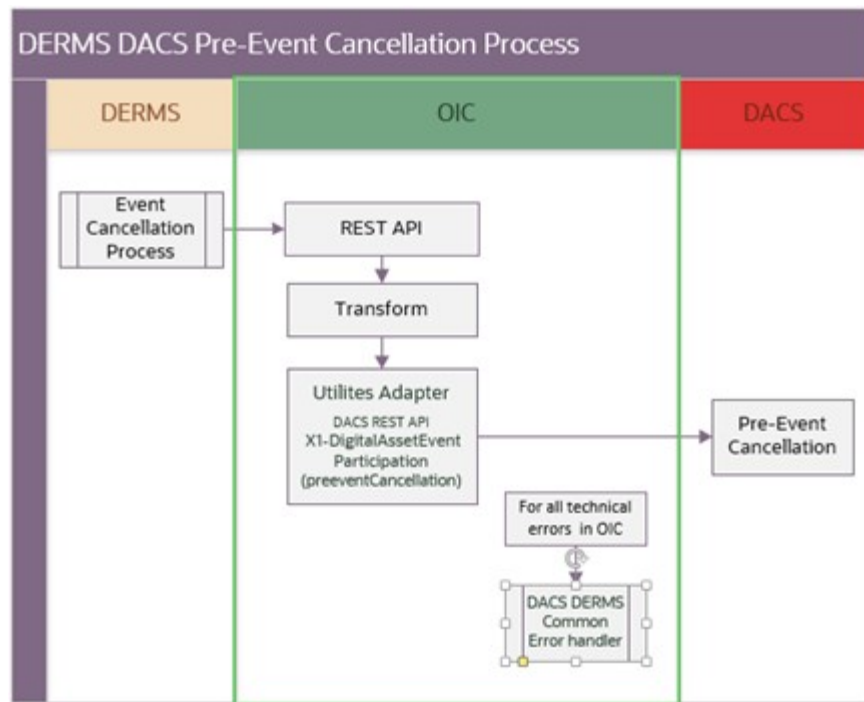 DERMS DACS Pre-Event Cancellation Process
DERMS
OIC
DACS
Event
Cancellation
Process
REST API
Transform
Utilites Adapter
DACS REST API
X1-DigitalAssetEvent
Participation
(preeventCancellation)
Pre-Event
Cancellation
For all technical
errors in OIC
DACS DERMS
Common
Error handler